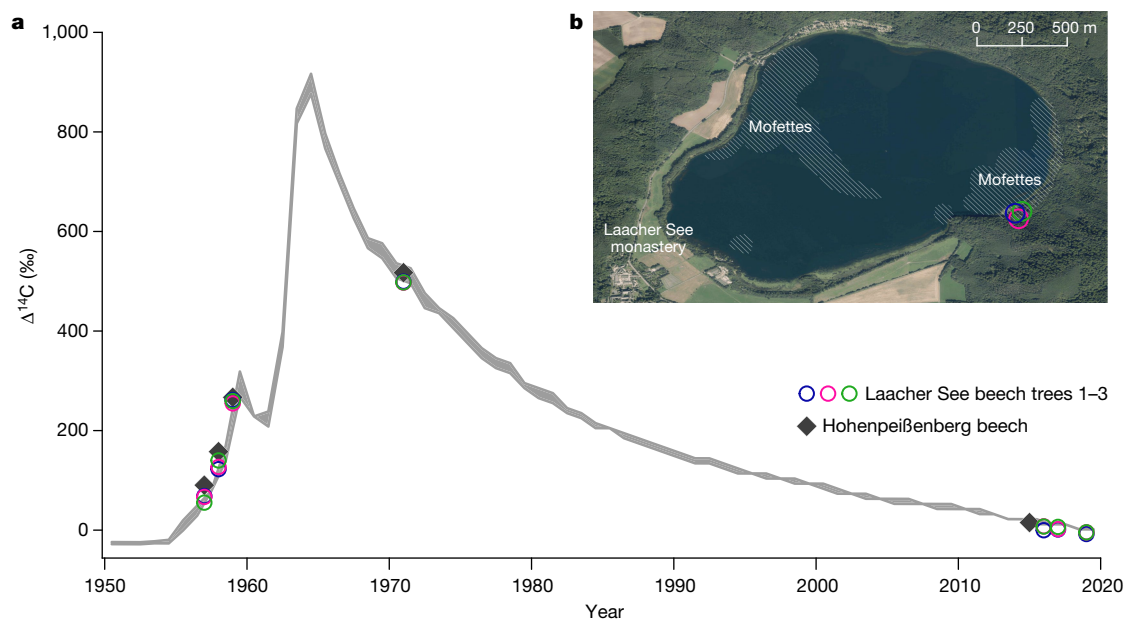 a
1,000
800
600
400
200
0
Δ14C (‰)
1950
1960
1970
1980
1990
2000
2010
2020
Year
Laacher See beech trees 1–3
Hohenpeißenberg beech
b
0 250 500 m
Mofettes
Mofettes
Laacher See
monastery